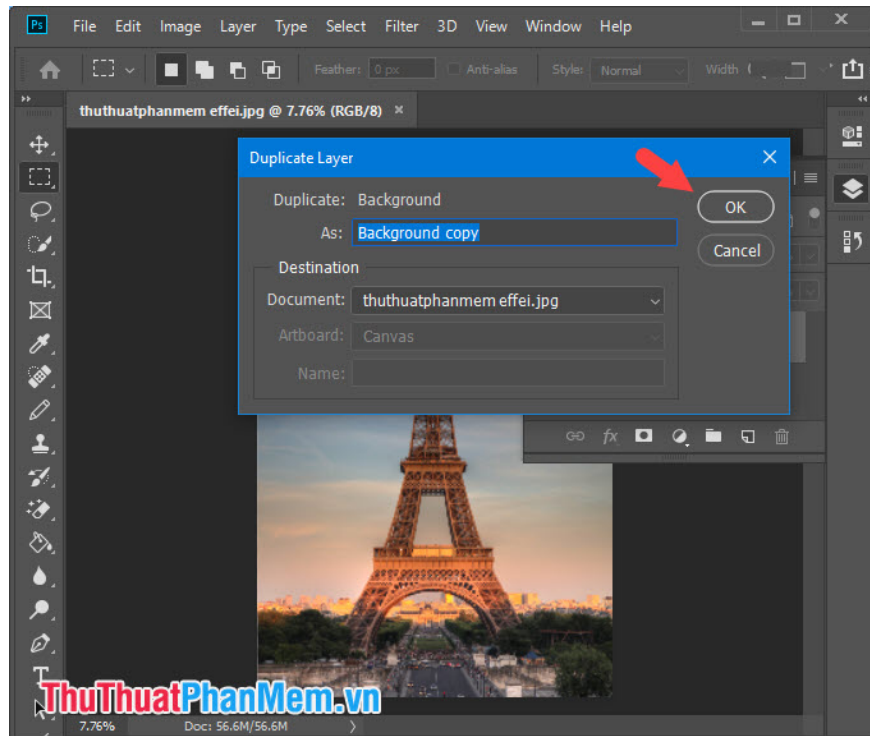 Ps File Edit Image Layer Type Select Filter 3D View Window Help
Feather: 0 px Anti-alias Style: Normal Width
thuthuatphanmem effei.jpg @ 7.76% (RGB/8) ×
Duplicate Layer
Duplicate: Background
OK
As: Background copy
Cancel
Destination
Document: thuthuatphanmem effei.jpg
Artboard: Canvas
Name:
fx
T
ThuThuatPhanMem.vn
7.76% Doc: 56.6M/56.6M